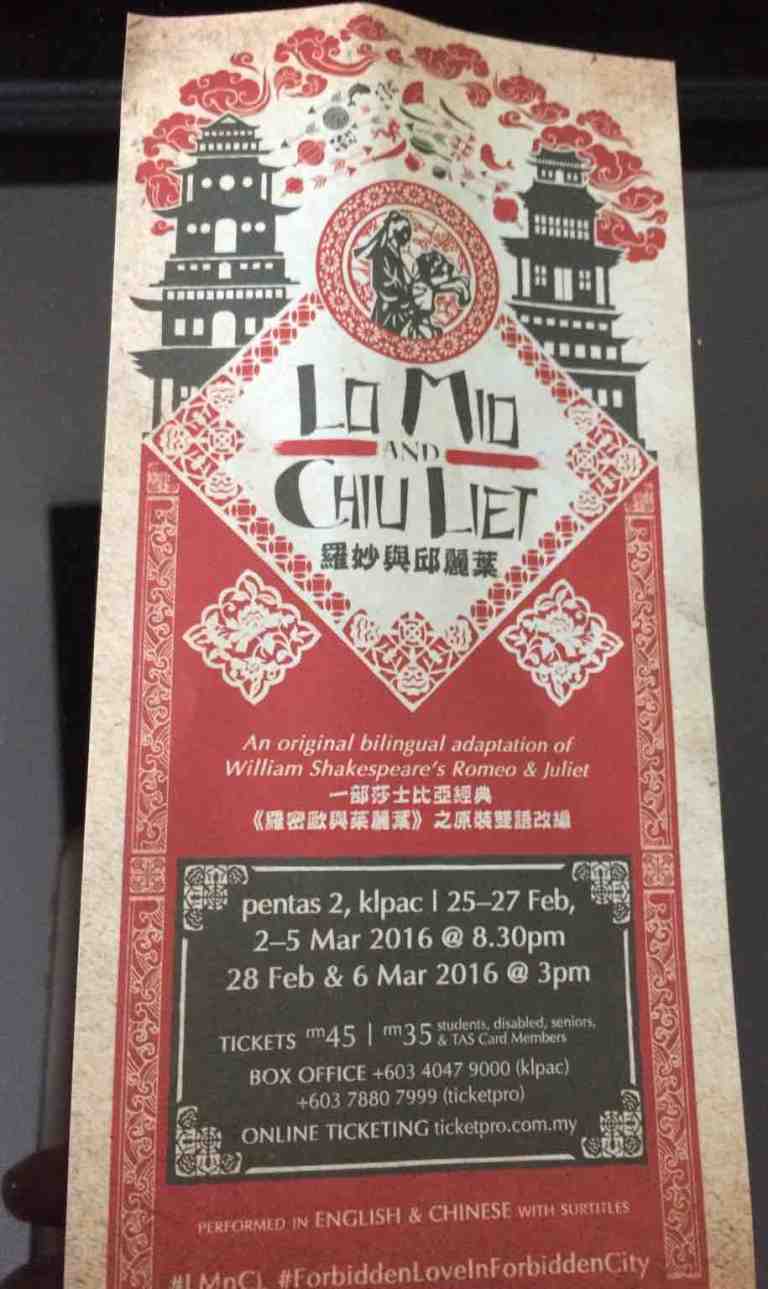 LO MIO
AND
CHIU LIET
羅妙與邱麗葉
An original bilingual adaptation of
William Shakespeare's Romeo & Juliet
一部莎士比亞經典
《羅密歐與茱麗葉》之原裝雙語改編
pentas 2, klpac | 25–27 Feb,
2–5 Mar 2016 @ 8.30pm
28 Feb & 6 Mar 2016 @ 3pm
TICKETS rm45 | rm35 students, disabled, seniors,
& TAS Card Members
BOX OFFICE +603 4047 9000 (klpac)
+603 7880 7999 (ticketpro)
ONLINE TICKETING ticketpro.com.my
PERFORMED IN ENGLISH & CHINESE WITH SURTITLES
#LMnCL #ForbiddenLoveInForbiddenCity